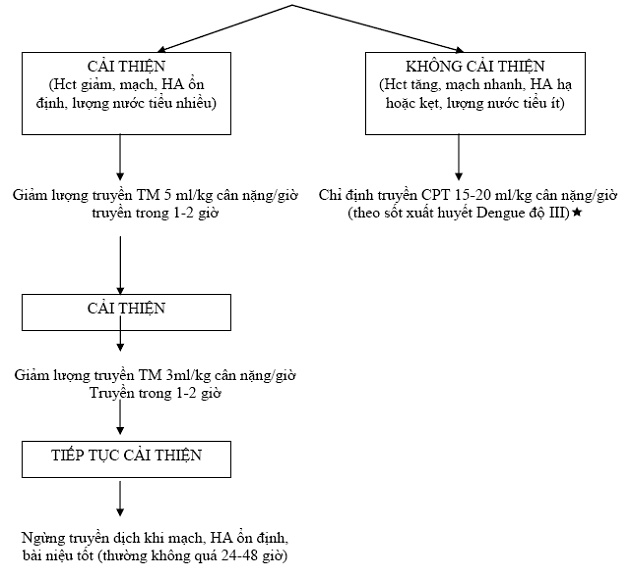 CẢI THIỆN
(Hct giảm, mạch, HA ổn
định, lượng nước tiểu nhiều)
KHÔNG CẢI THIỆN
(Hct tăng, mạch nhanh, HA hạ
hoặc kẹt, lượng nước tiểu ít)
Giảm lượng truyền TM 5 ml/kg cân nặng/giờ
truyền trong 1-2 giờ
Chỉ định truyền CPT 15-20 ml/kg cân nặng/giờ
(theo sốt xuất huyết Dengue độ III)★
CẢI THIỆN
Giảm lượng truyền TM 3ml/kg cân nặng/giờ
Truyền trong 1-2 giờ
TIẾP TỤC CẢI THIỆN
Ngừng truyền dịch khi mạch, HA ổn định,
bài niệu tốt (thường không quá 24-48 giờ)